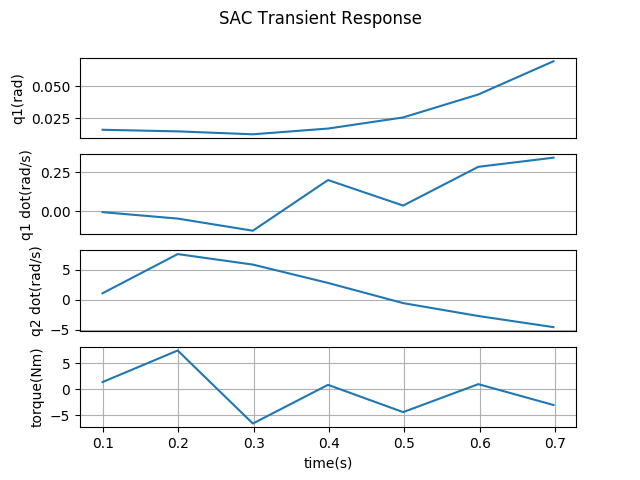 SAC Transient Response
q1(rad)
0.050
0.025
q1 dot(rad/s)
0.25
0.00
q2 dot(rad/s)
5
0
−5
torque(Nm)
5
0
−5
0.1 0.2 0.3 0.4 0.5 0.6 0.7
time(s)